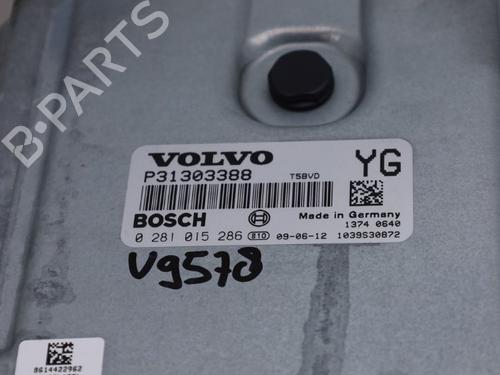 B-PARTS
VOLVO YG
P31303388 T5BVD
BOSCH Made in Germany
1374 0640
0 281 015 286 e10 09-06-12 1039S30872
V9578
8614422962